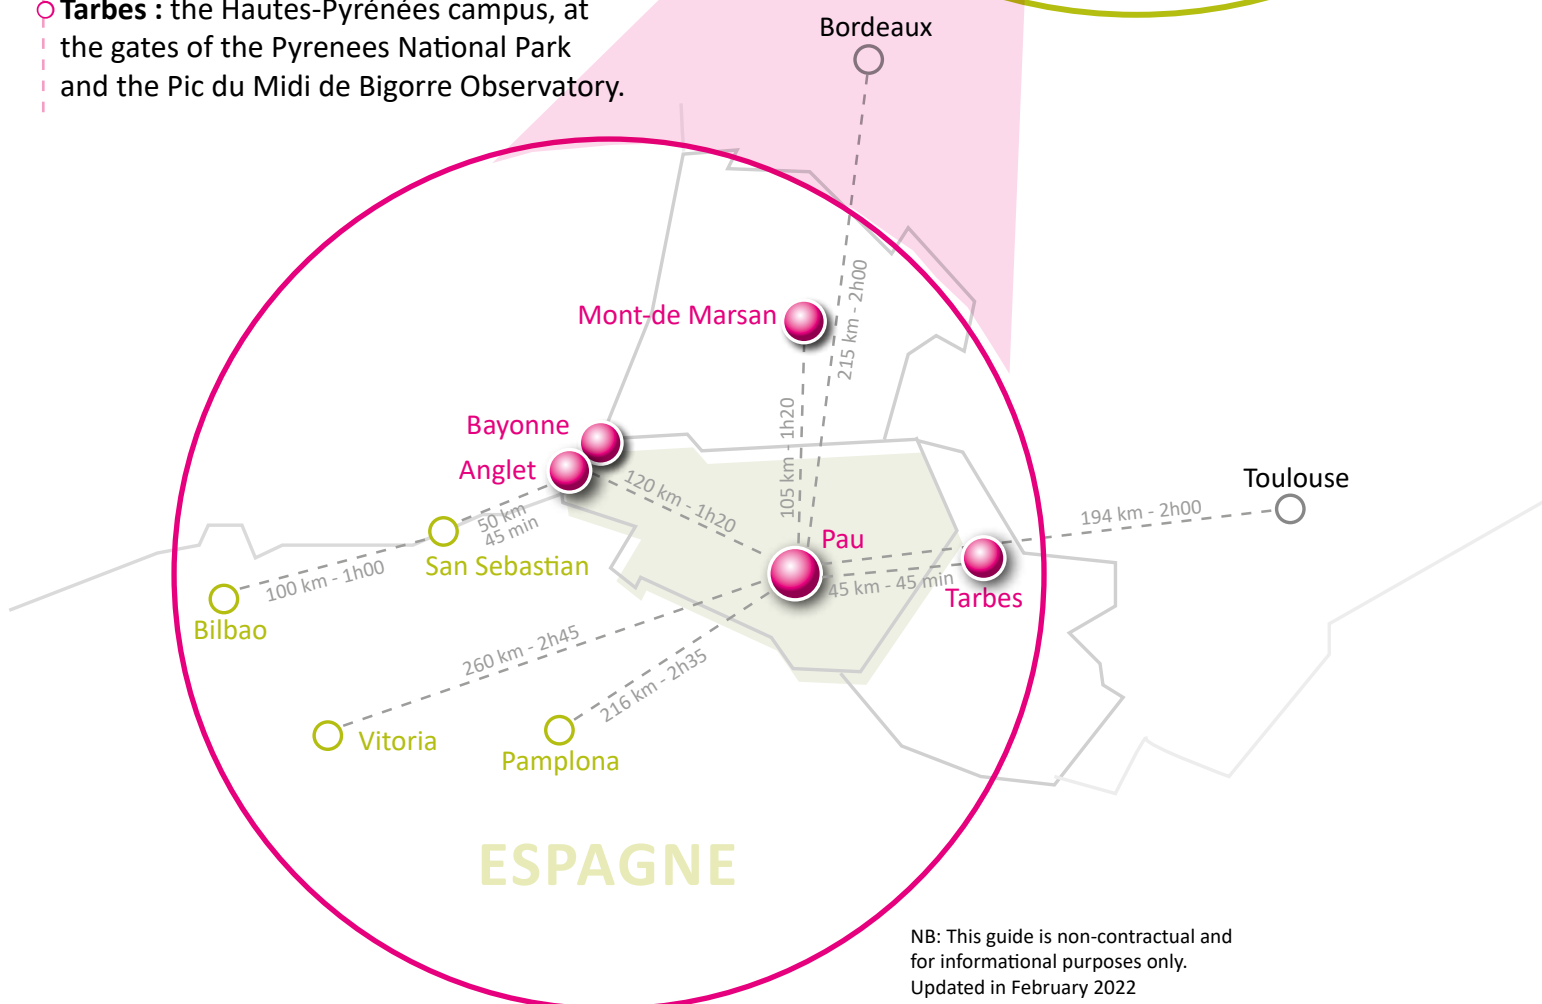 Tarbes : the Hautes-Pyrénées campus, at
the gates of the Pyrenees National Park
and the Pic du Midi de Bigorre Observatory.
Bordeaux
215 km - 2h00
Mont-de Marsan
105 km - 1h20
Bayonne
Anglet
120 km - 1h20
Toulouse
194 km - 2h00
50 km
45 min
San Sebastian
Pau
45 km - 45 min
Tarbes
100 km - 1h00
Bilbao
260 km - 2h45
216 km - 2h35
Vitoria
Pamplona
ESPAGNE
NB: This guide is non-contractual and
for informational purposes only.
Updated in February 2022